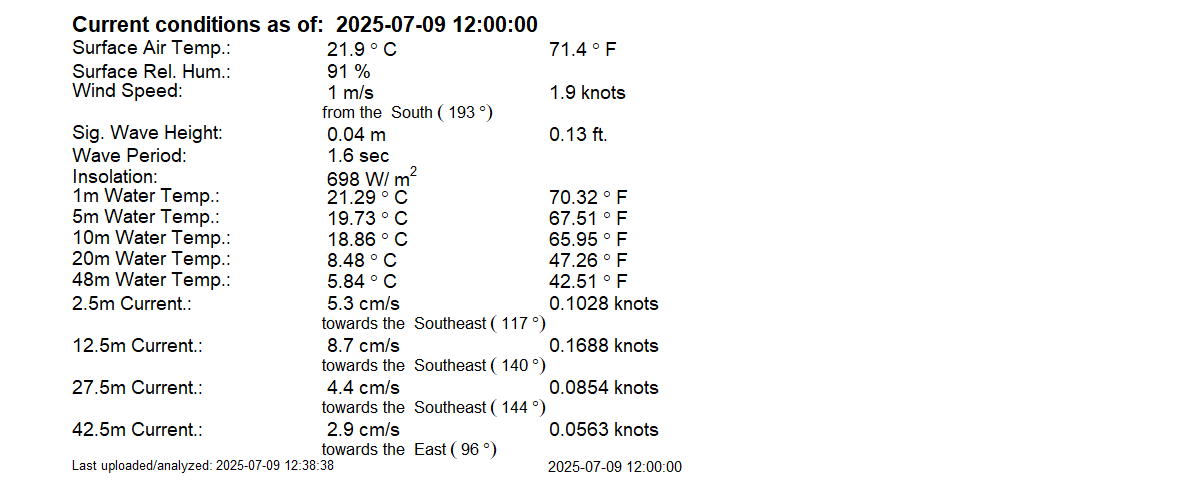 Current conditions as of: 2025-07-09 12:00:00
Surface Air Temp.: 21.9 ° C 71.4 ° F
Surface Rel. Hum.: 91 %
Wind Speed: 1 m/s 1.9 knots
from the South ( 193 °)
Sig. Wave Height: 0.04 m 0.13 ft.
Wave Period: 1.6 sec
Insolation: 698 W/ m²
1m Water Temp.: 21.29 ° C 70.32 ° F
5m Water Temp.: 19.73 ° C 67.51 ° F
10m Water Temp.: 18.86 ° C 65.95 ° F
20m Water Temp.: 8.48 ° C 47.26 ° F
48m Water Temp.: 5.84 ° C 42.51 ° F
2.5m Current.: 5.3 cm/s 0.1028 knots
towards the Southeast ( 117 °)
12.5m Current.: 8.7 cm/s 0.1688 knots
towards the Southeast ( 140 °)
27.5m Current.: 4.4 cm/s 0.0854 knots
towards the Southeast ( 144 °)
42.5m Current.: 2.9 cm/s 0.0563 knots
towards the East ( 96 °)
Last uploaded/analyzed: 2025-07-09 12:38:38 2025-07-09 12:00:00